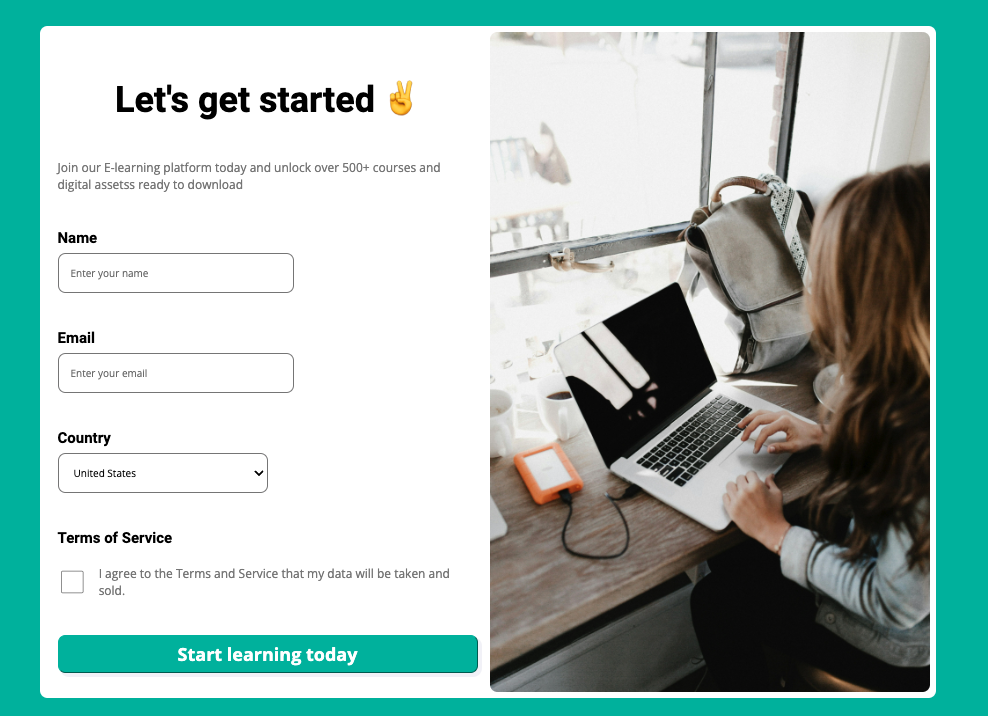 Let's get started ✌️
Join our E-learning platform today and unlock over 500+ courses and
digital assetss ready to download
Name
Enter your name
Email
Enter your email
Country
United States
Terms of Service
I agree to the Terms and Service that my data will be taken and
sold.
Start learning today